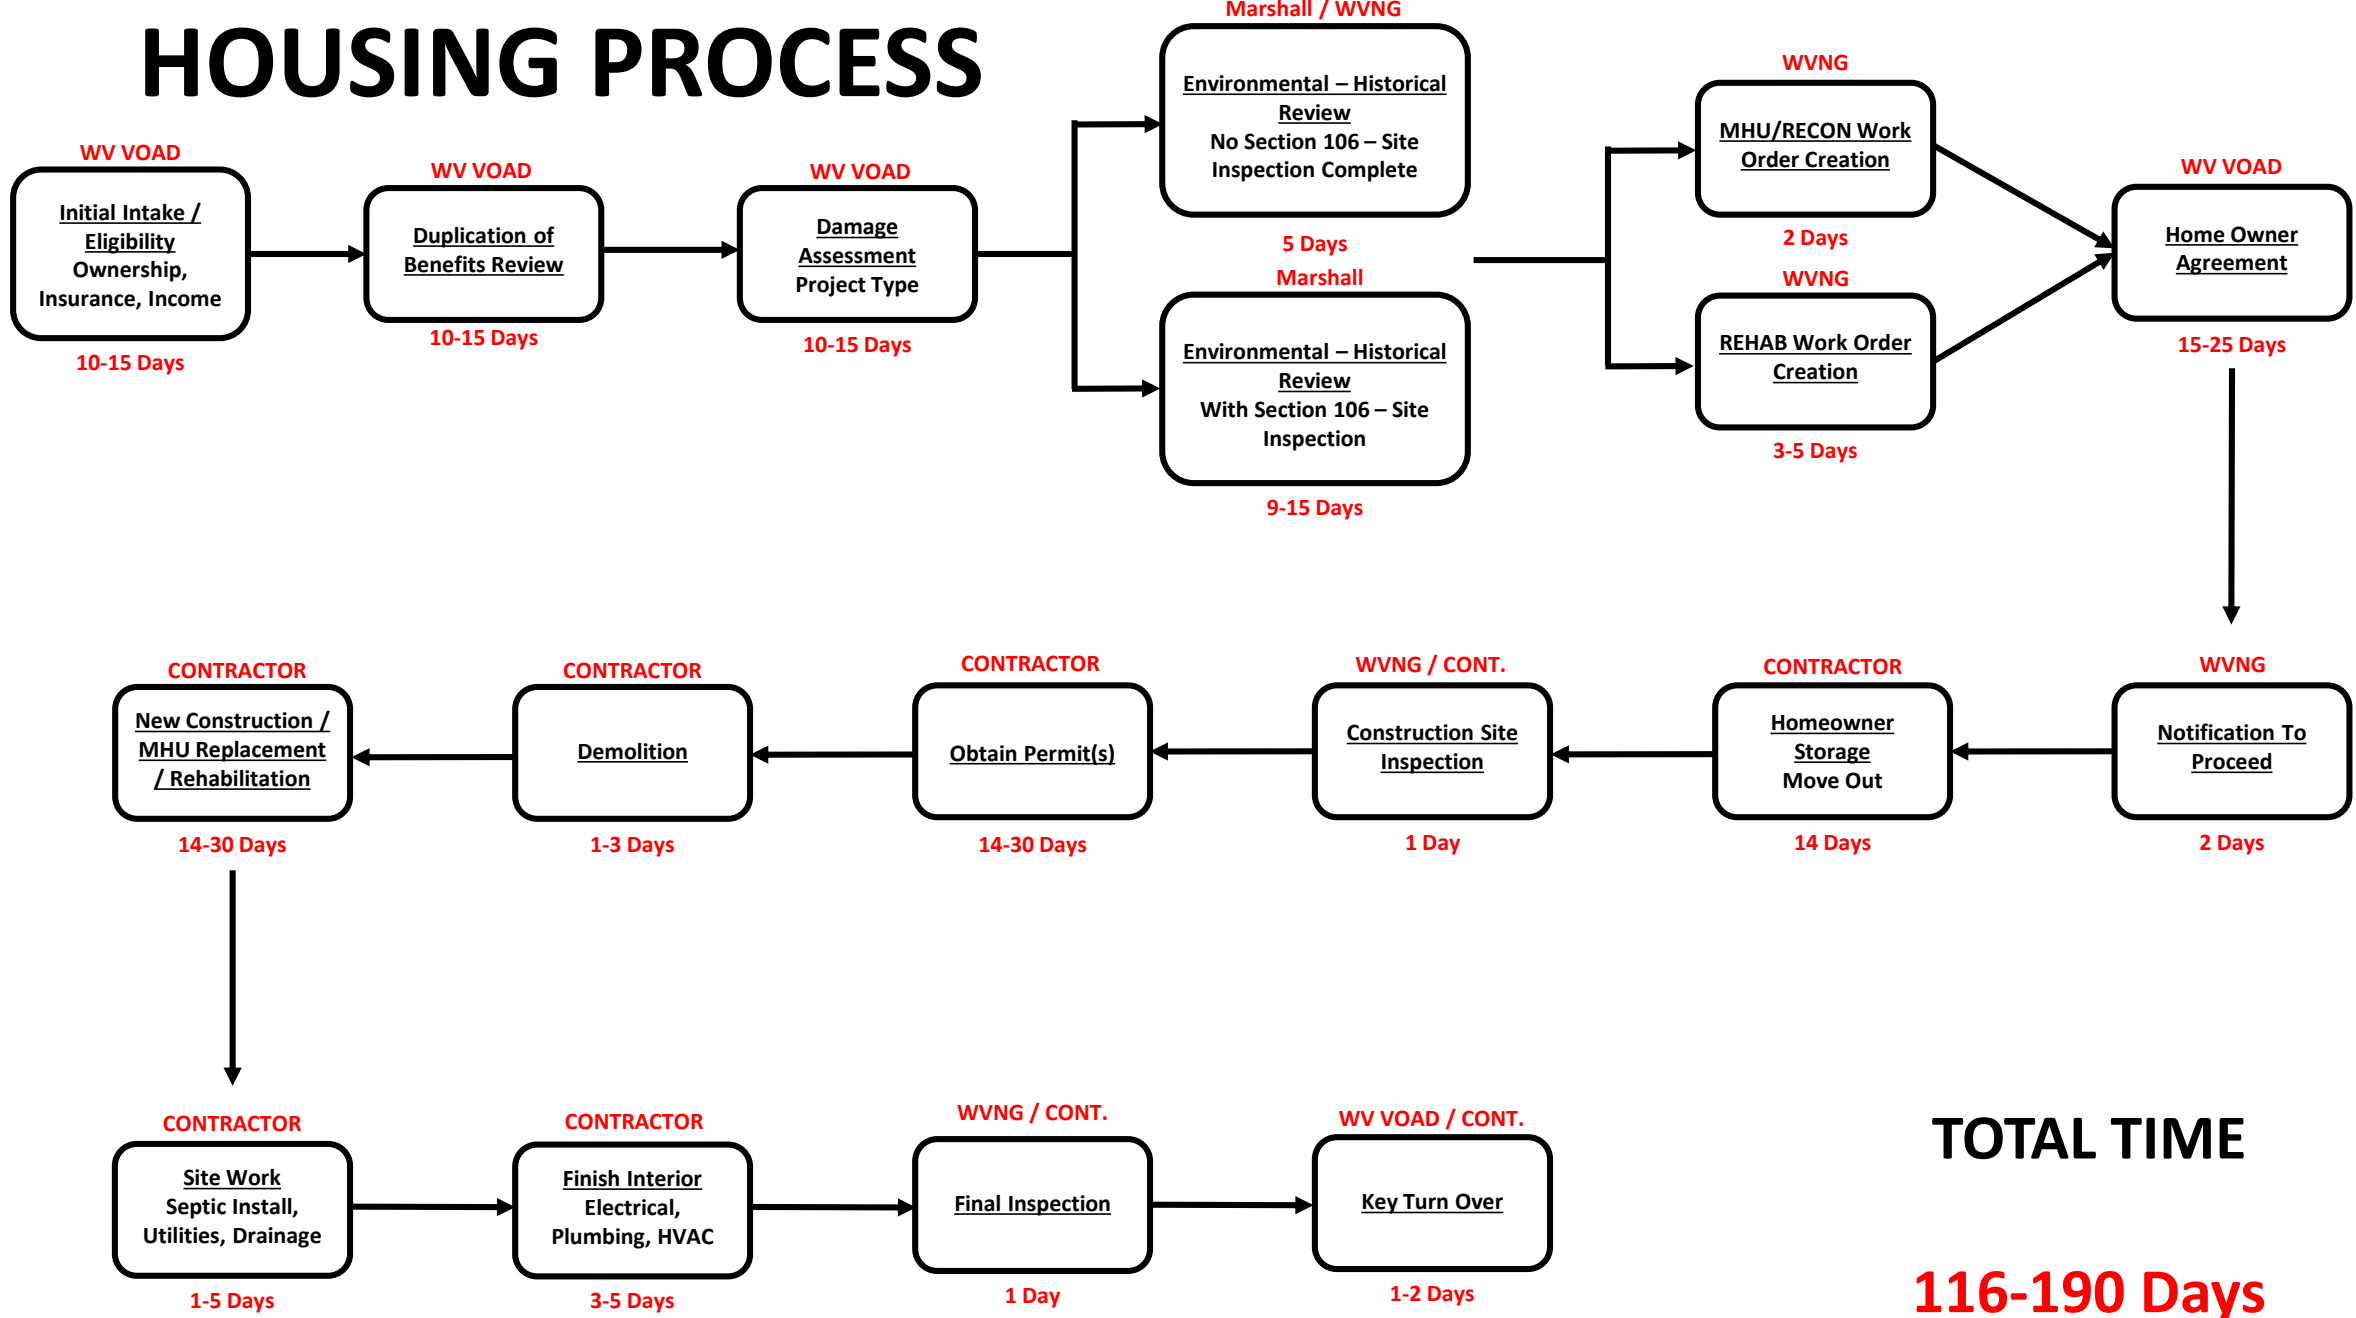 HOUSING PROCESS
WV VOAD
Initial Intake /
Eligibility
Ownership,
Insurance, Income
10-15 Days
WV VOAD
Duplication of
Benefits Review
10-15 Days
WV VOAD
Damage
Assessment
Project Type
10-15 Days
Marshall / WVNG
Environmental – Historical
Review
No Section 106 – Site
Inspection Complete
5 Days
Marshall
Environmental – Historical
Review
With Section 106 – Site
Inspection
9-15 Days
WVNG
MHU/RECON Work
Order Creation
2 Days
WVNG
REHAB Work Order
Creation
3-5 Days
WV VOAD
Home Owner
Agreement
15-25 Days
WVNG
Notification To
Proceed
2 Days
CONTRACTOR
Homeowner
Storage
Move Out
14 Days
WVNG / CONT.
Construction Site
Inspection
1 Day
CONTRACTOR
Obtain Permit(s)
14-30 Days
CONTRACTOR
Demolition
1-3 Days
CONTRACTOR
New Construction /
MHU Replacement
/ Rehabilitation
14-30 Days
CONTRACTOR
Site Work
Septic Install,
Utilities, Drainage
1-5 Days
CONTRACTOR
Finish Interior
Electrical,
Plumbing, HVAC
3-5 Days
WVNG / CONT.
Final Inspection
1 Day
WV VOAD / CONT.
Key Turn Over
1-2 Days
TOTAL TIME
116-190 Days